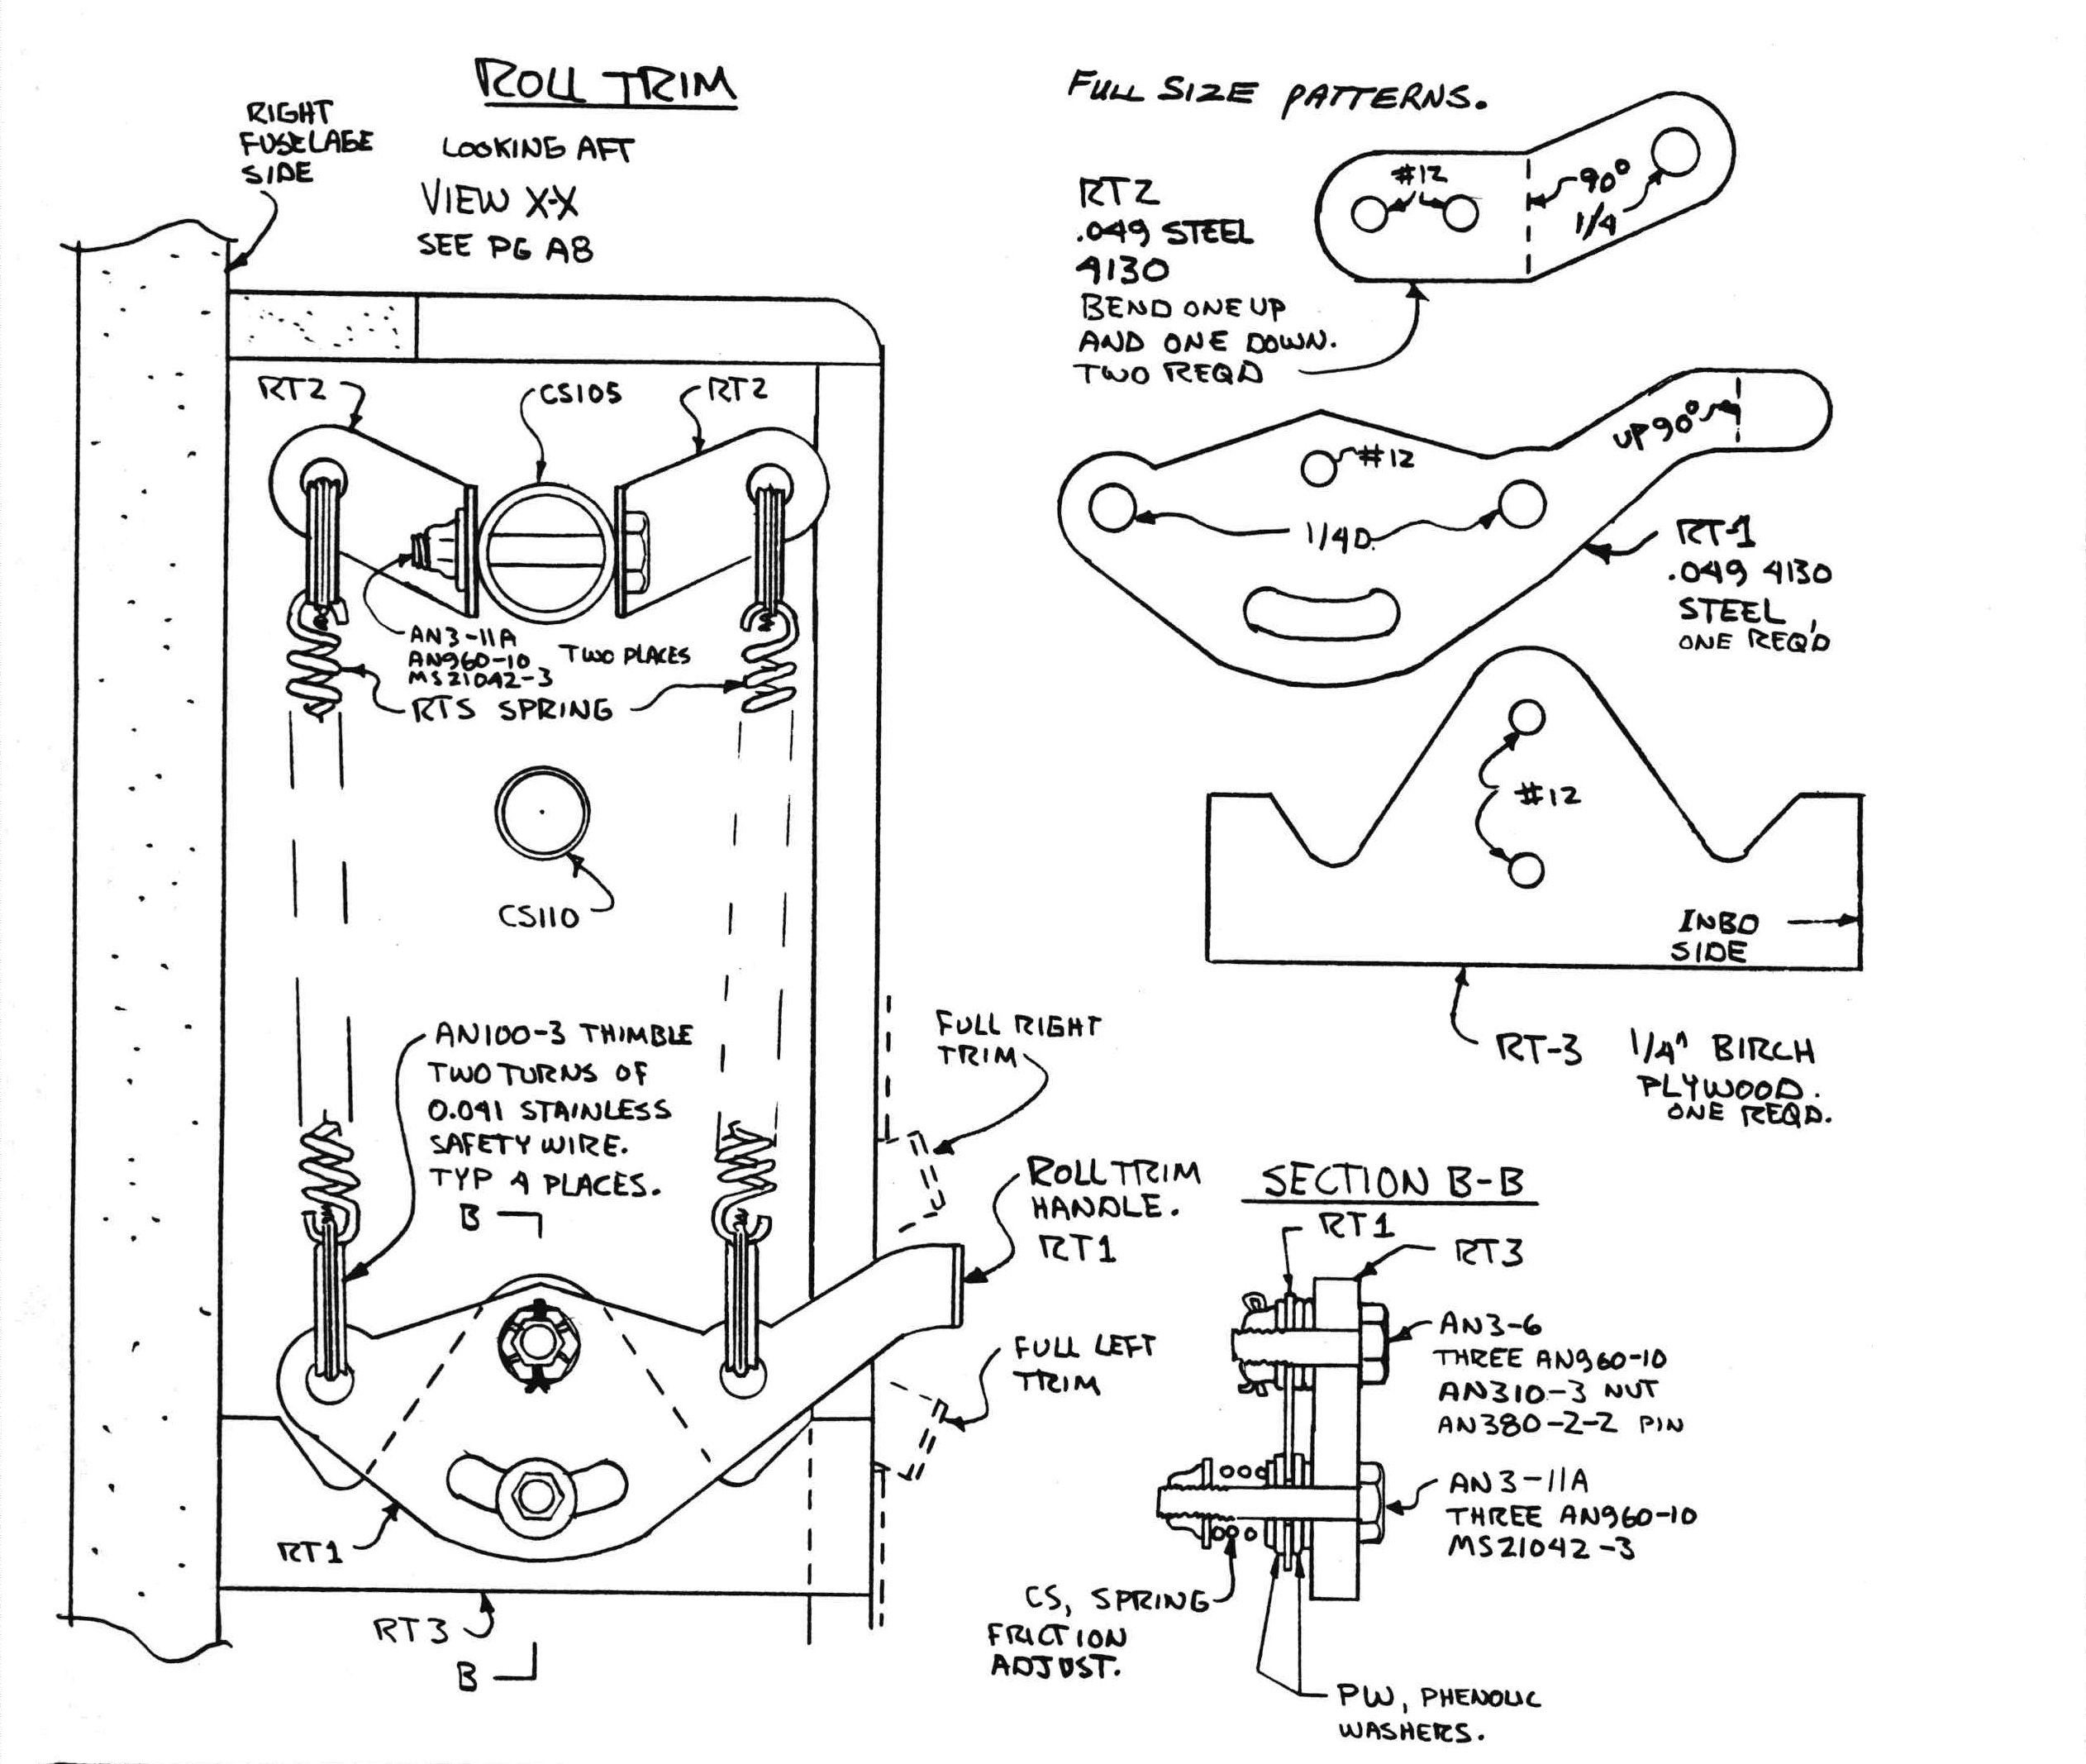 ROLL TRIM
LOOKING AFT
VIEW X-X
SEE PG A8
RIGHT
FUSELAGE
SIDE
RT2
CS105
RT2
AN3-11A
AN960-10
MS21042-3
TWO PLACES
RTS SPRING
CS110
AN100-3 THIMBLE
TWO TURNS OF
0.041 STAINLESS
SAFETY WIRE.
TYP 4 PLACES.
B
RT1
RT3
B
FULL RIGHT
TRIM
ROLL TRIM
HANDLE.
RT1
FULL LEFT
TRIM
FULL SIZE PATTERNS.
RT2
.049 STEEL
4130
BEND ONE UP
AND ONE DOWN.
TWO REQD
#12
90°
1/4
UP 90°
#12
1/4 D.
RT-1
.049 4130
STEEL,
ONE REQ'D
#12
INBD
SIDE
RT-3 1/4" BIRCH
PLYWOOD.
ONE REQD.
SECTION B-B
RT1
RT3
AN3-6
THREE AN960-10
AN310-3 NUT
AN380-2-2 PIN
AN3-11A
THREE AN960-10
MS21042-3
CS, SPRING
FRICTION
ADJUST.
PW, PHENOLIC
WASHERS.